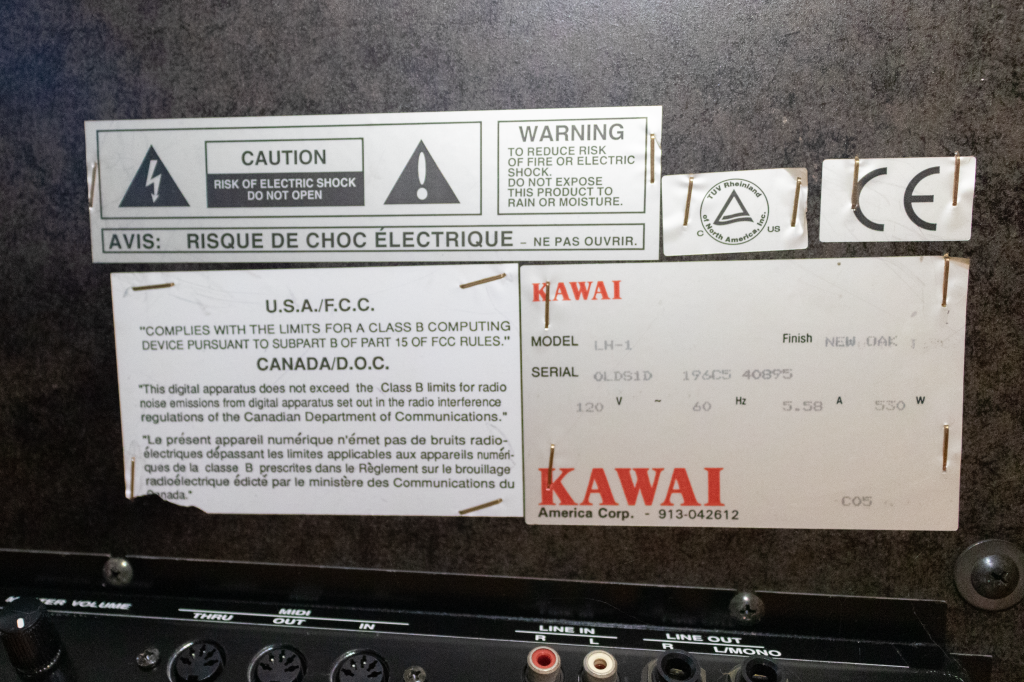 CAUTION
RISK OF ELECTRIC SHOCK
DO NOT OPEN
WARNING
TO REDUCE RISK
OF FIRE OR ELECTRIC
SHOCK.
DO NOT EXPOSE
THIS PRODUCT TO
RAIN OR MOISTURE.
AVIS: RISQUE DE CHOC ÉLECTRIQUE – NE PAS OUVRIR.
TÜV Rheinland
of North America, Inc.
C US
CE
U.S.A./F.C.C.
"COMPLIES WITH THE LIMITS FOR A CLASS B COMPUTING
DEVICE PURSUANT TO SUBPART B OF PART 15 OF FCC RULES."
CANADA/D.O.C.
"This digital apparatus does not exceed the Class B limits for radio
noise emissions from digital apparatus set out in the radio interference
regulations of the Canadian Department of Communications."
"Le présent appareil numérique n'émet pas de bruits radio-
électriques dépassant les limites applicables aux appareils numéri-
ques de la classe B prescrites dans le Règlement sur le brouillage
radioélectrique édicté par le ministère des Communications du
Canada."
KAWAI
MODEL LH-1 Finish NEW OAK
SERIAL OLDS1D 196C5 40895
120 V ~ 60 Hz 5.58 A 530 W
KAWAI
America Corp. - 913-042612
C05
VOLUME
MIDI
THRU OUT IN
LINE IN
R L
LINE OUT
R L/MONO